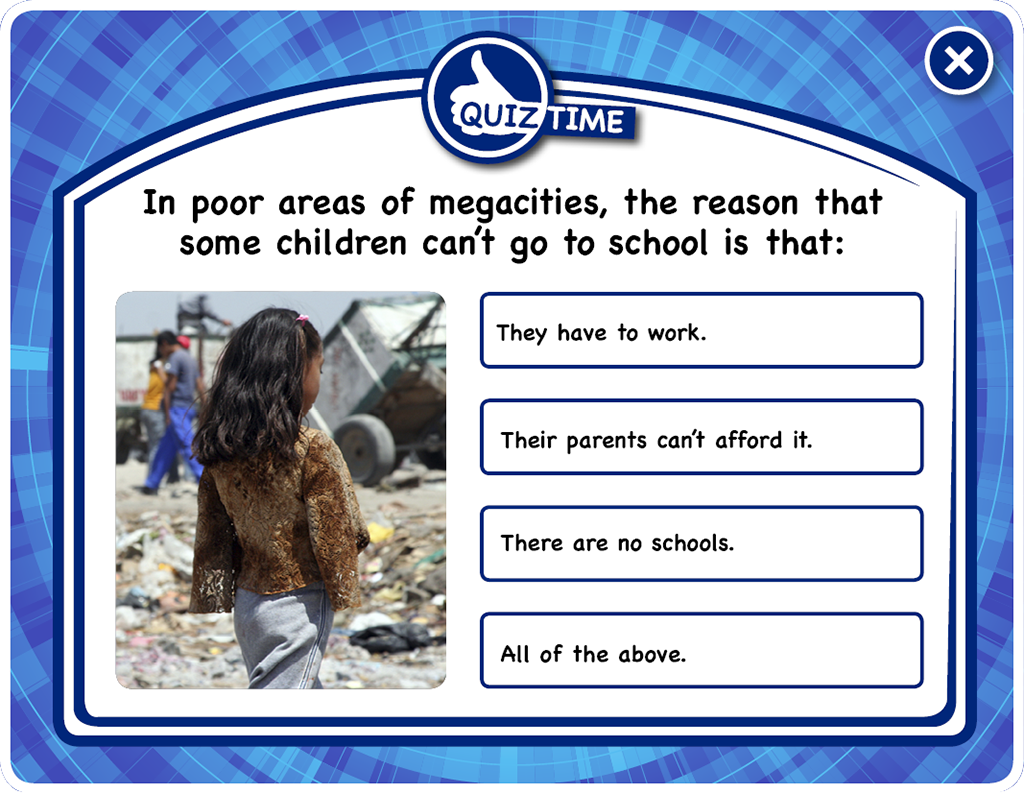 QUIZ TIME
In poor areas of megacities, the reason that
some children can't go to school is that:
They have to work.
Their parents can't afford it.
There are no schools.
All of the above.